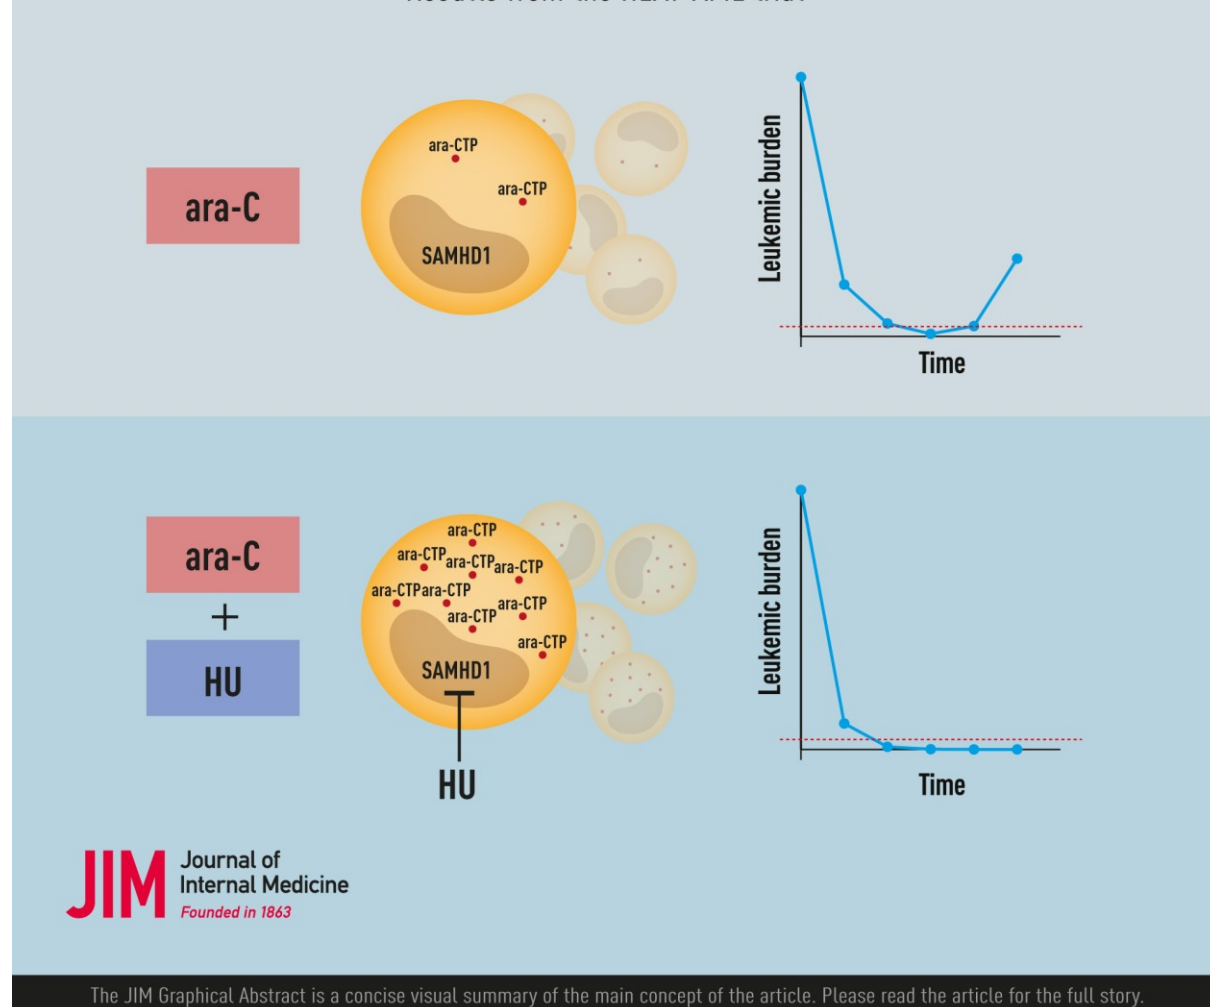 ara-C
ara-CTP
ara-CTP
SAMHD1
Leukemic burden
Time
ara-C
+
HU
ara-CTP
ara-CTP
ara-CTP
ara-CTP
ara-CTP
ara-CTP
ara-CTP
ara-CTP
ara-CTP
SAMHD1
HU
Leukemic burden
Time
JIM
Journal of
Internal Medicine
Founded in 1863
The JIM Graphical Abstract is a concise visual summary of the main concept of the article. Please read the article for the full story.